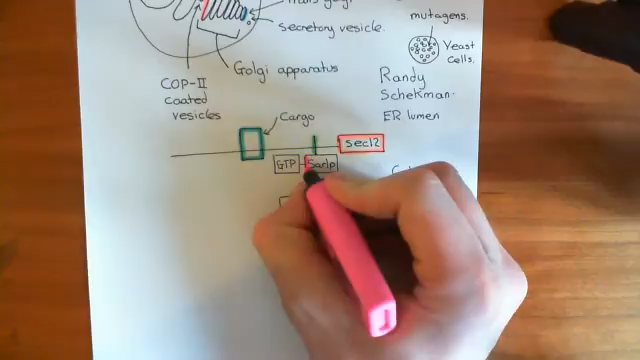 secretory vesicle.
Golgi apparatus
COP-II
coated
vesicles
mutagens.
Yeast
cells.
Randy
Schekman.
ER lumen
Cargo
sec12
GTP
Sar1p